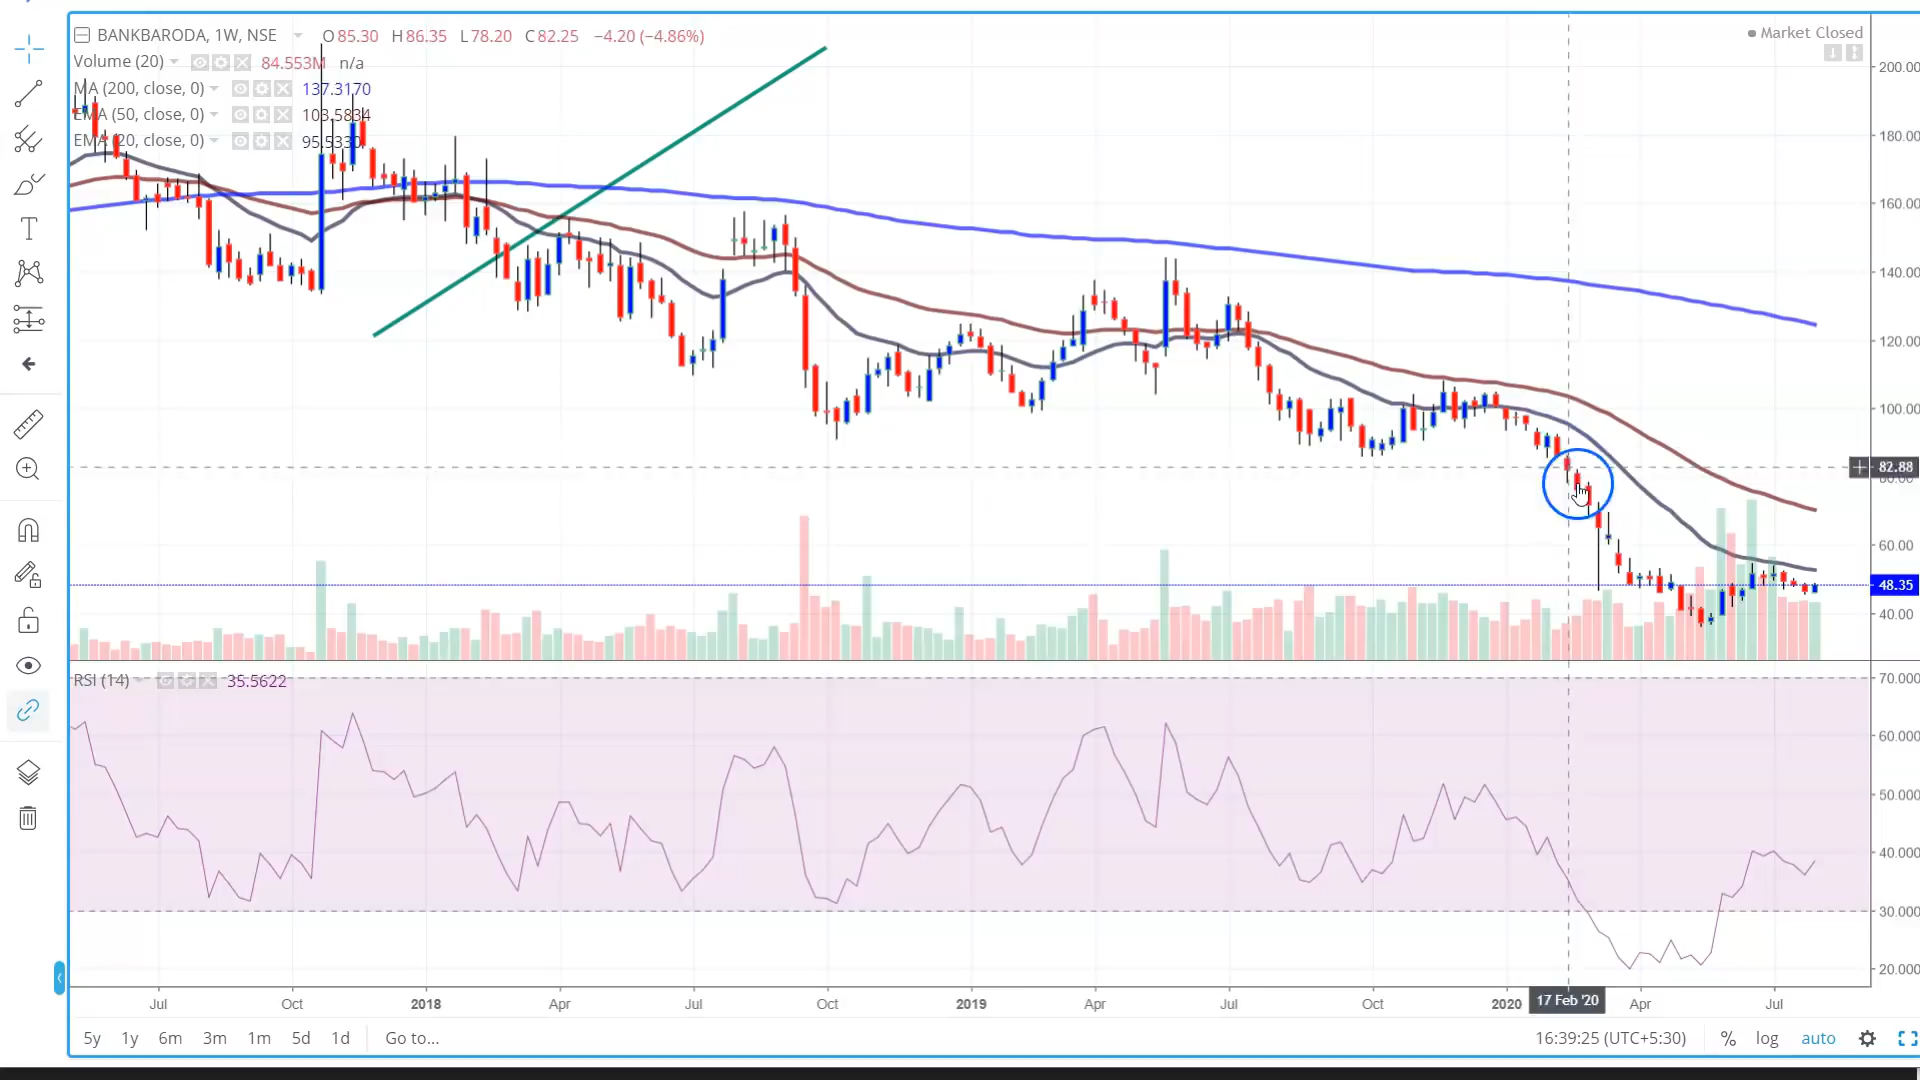 BANKBARODA, 1W, NSE O85.30 H86.35 L78.20 C82.25 −4.20 (−4.86%)
Market Closed
Volume (20) 84.553M n/a
MA (200, close, 0) 137.3170
EMA (50, close, 0) 103.5834
EMA (20, close, 0) 95.5330
200.00
180.00
160.00
140.00
120.00
100.00
82.88
80.00
60.00
48.35
40.00
RSI (14) 35.5622
70.000
60.000
50.000
40.000
30.000
20.000
Jul Oct 2018 Apr Jul Oct 2019 Apr Jul Oct 2020 17 Feb '20 Apr Jul
5y 1y 6m 3m 1m 5d 1d Go to... 16:39:25 (UTC+5:30) % log auto